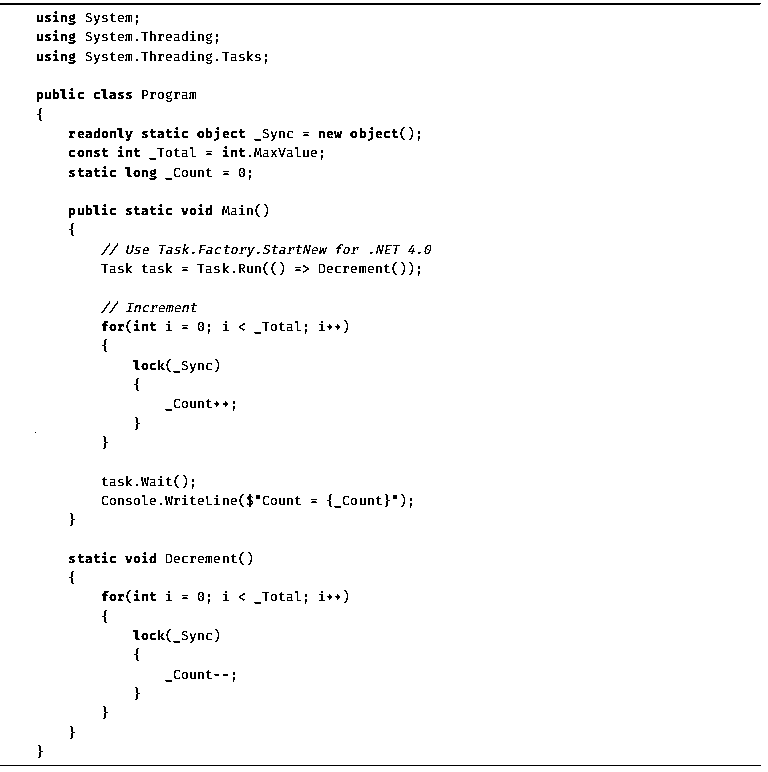 using System;
using System.Threading;
using System.Threading.Tasks;

public class Program
{
    readonly static object _Sync = new object();
    const int _Total = int.MaxValue;
    static long _Count = 0;

    public static void Main()
    {
        // Use Task.Factory.StartNew for .NET 4.0
        Task task = Task.Run(() => Decrement());

        // Increment
        for(int i = 0; i < _Total; i++)
        {
            lock(_Sync)
            {
                _Count++;
            }
        }

        task.Wait();
        Console.WriteLine($"Count = {_Count}");
    }

    static void Decrement()
    {
        for(int i = 0; i < _Total; i++)
        {
            lock(_Sync)
            {
                _Count--;
            }
        }
    }
}